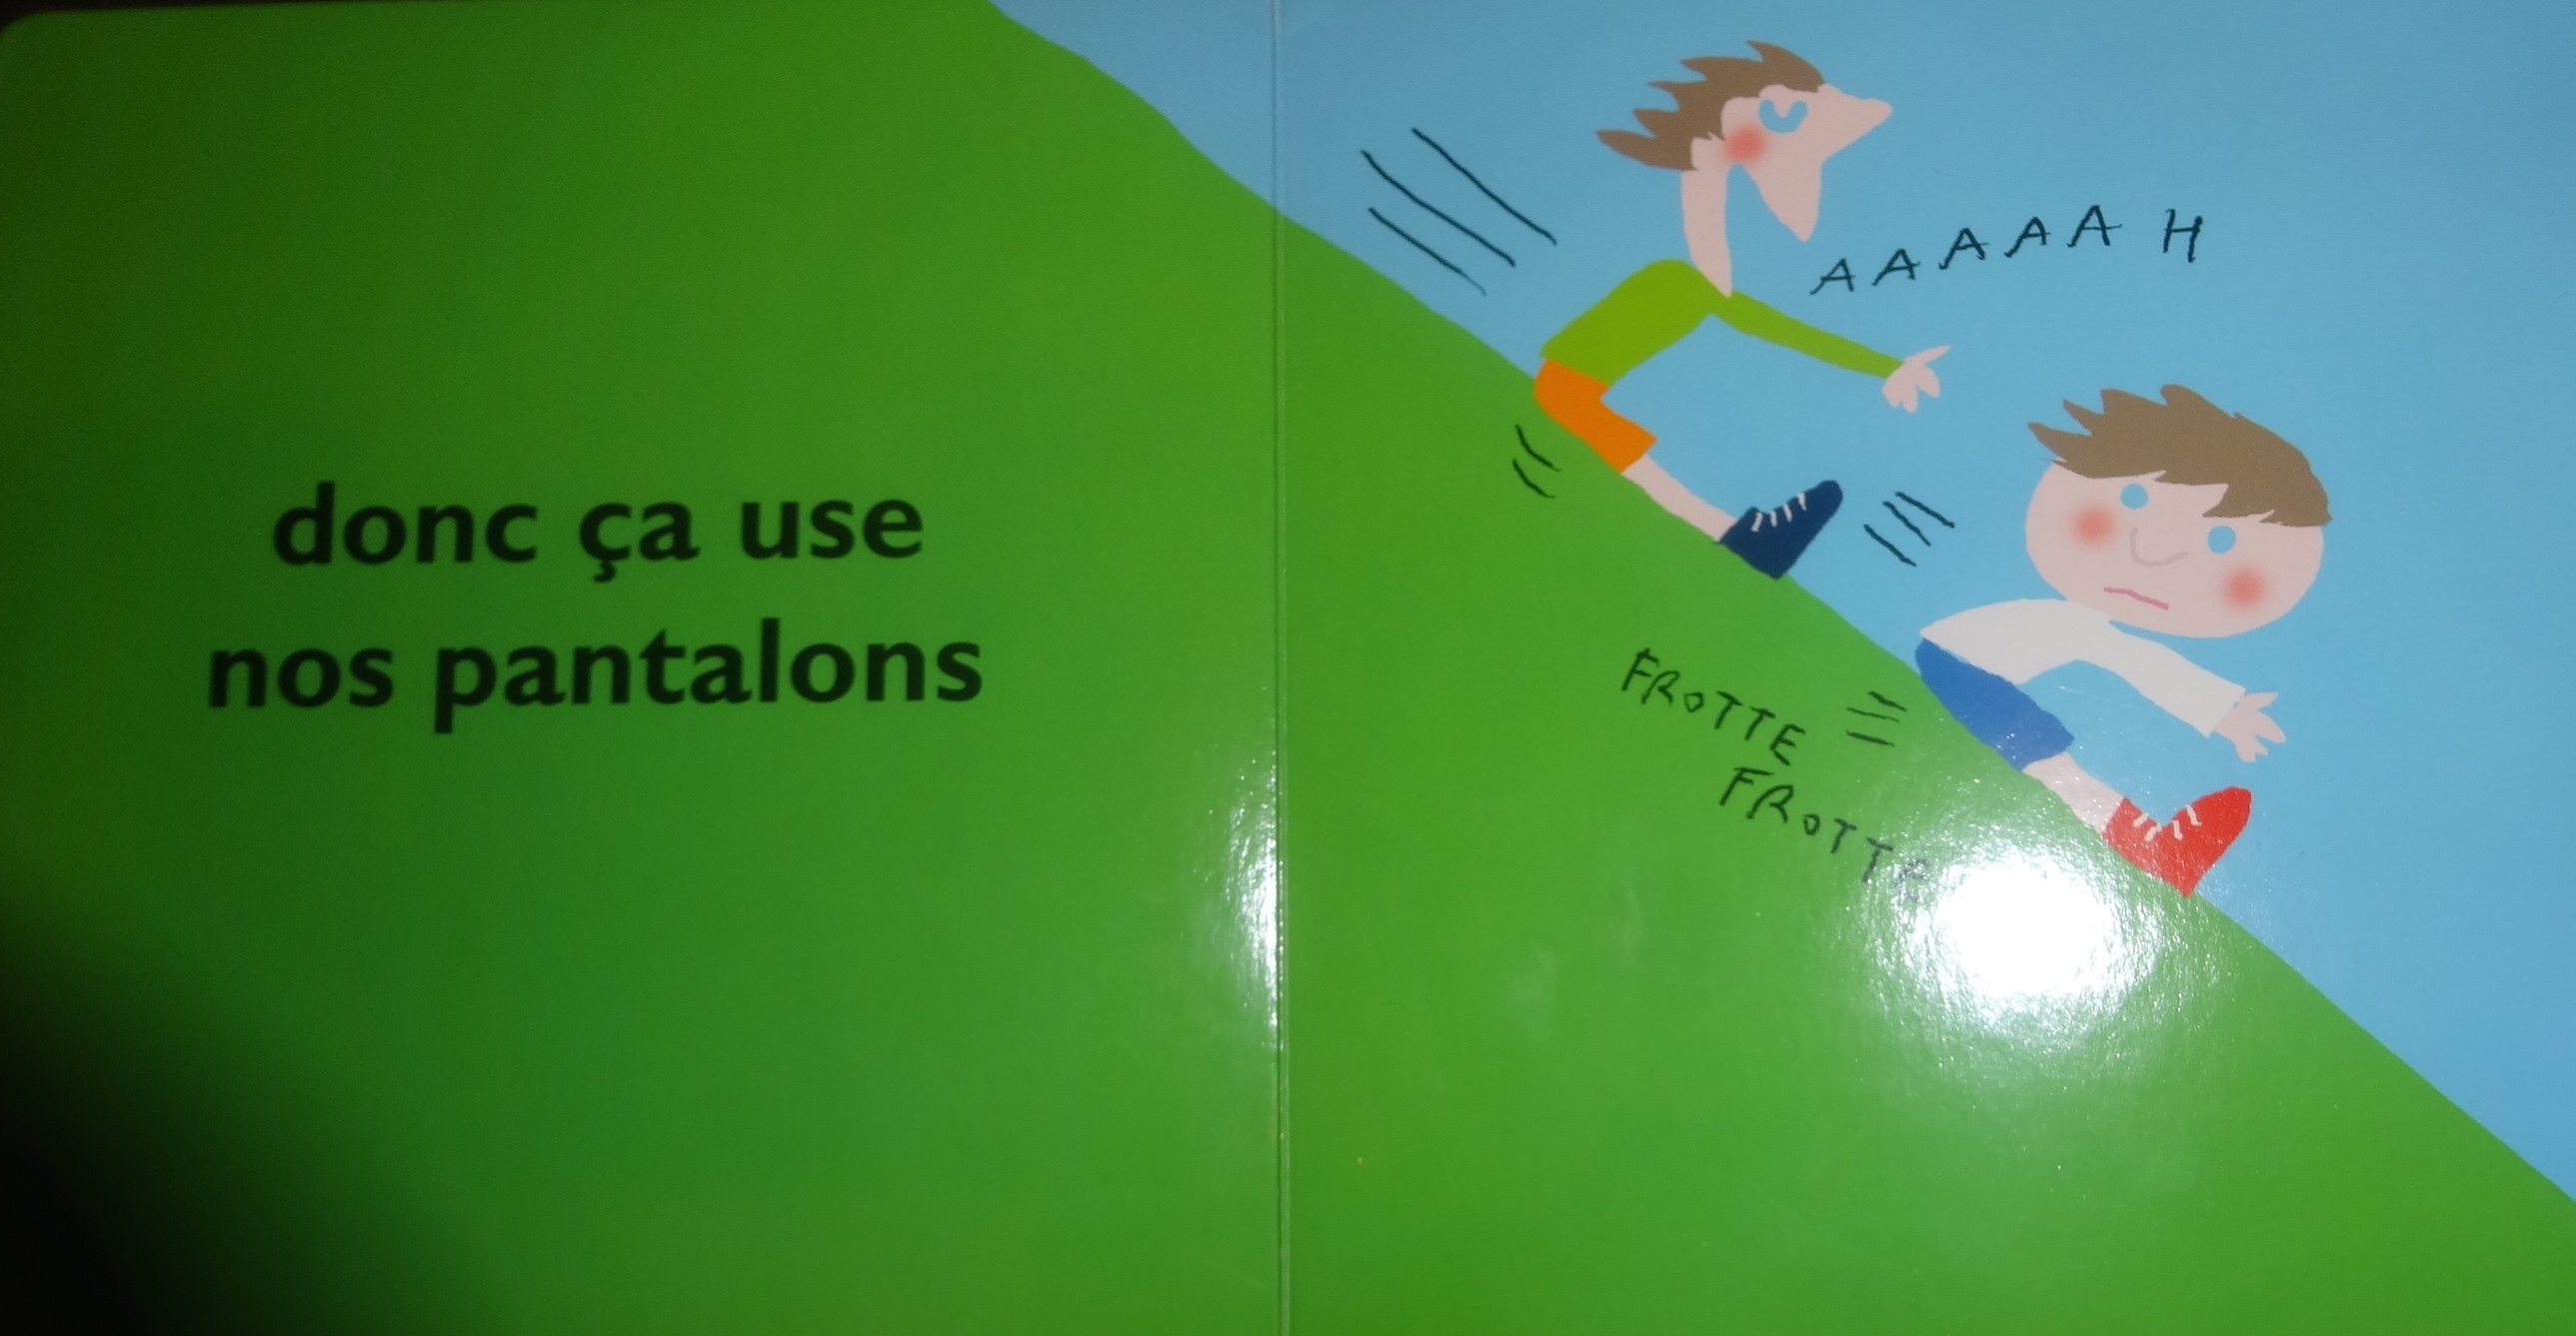 donc ça use
nos pantalons
AAAAAH
FROTTE
FROTTE